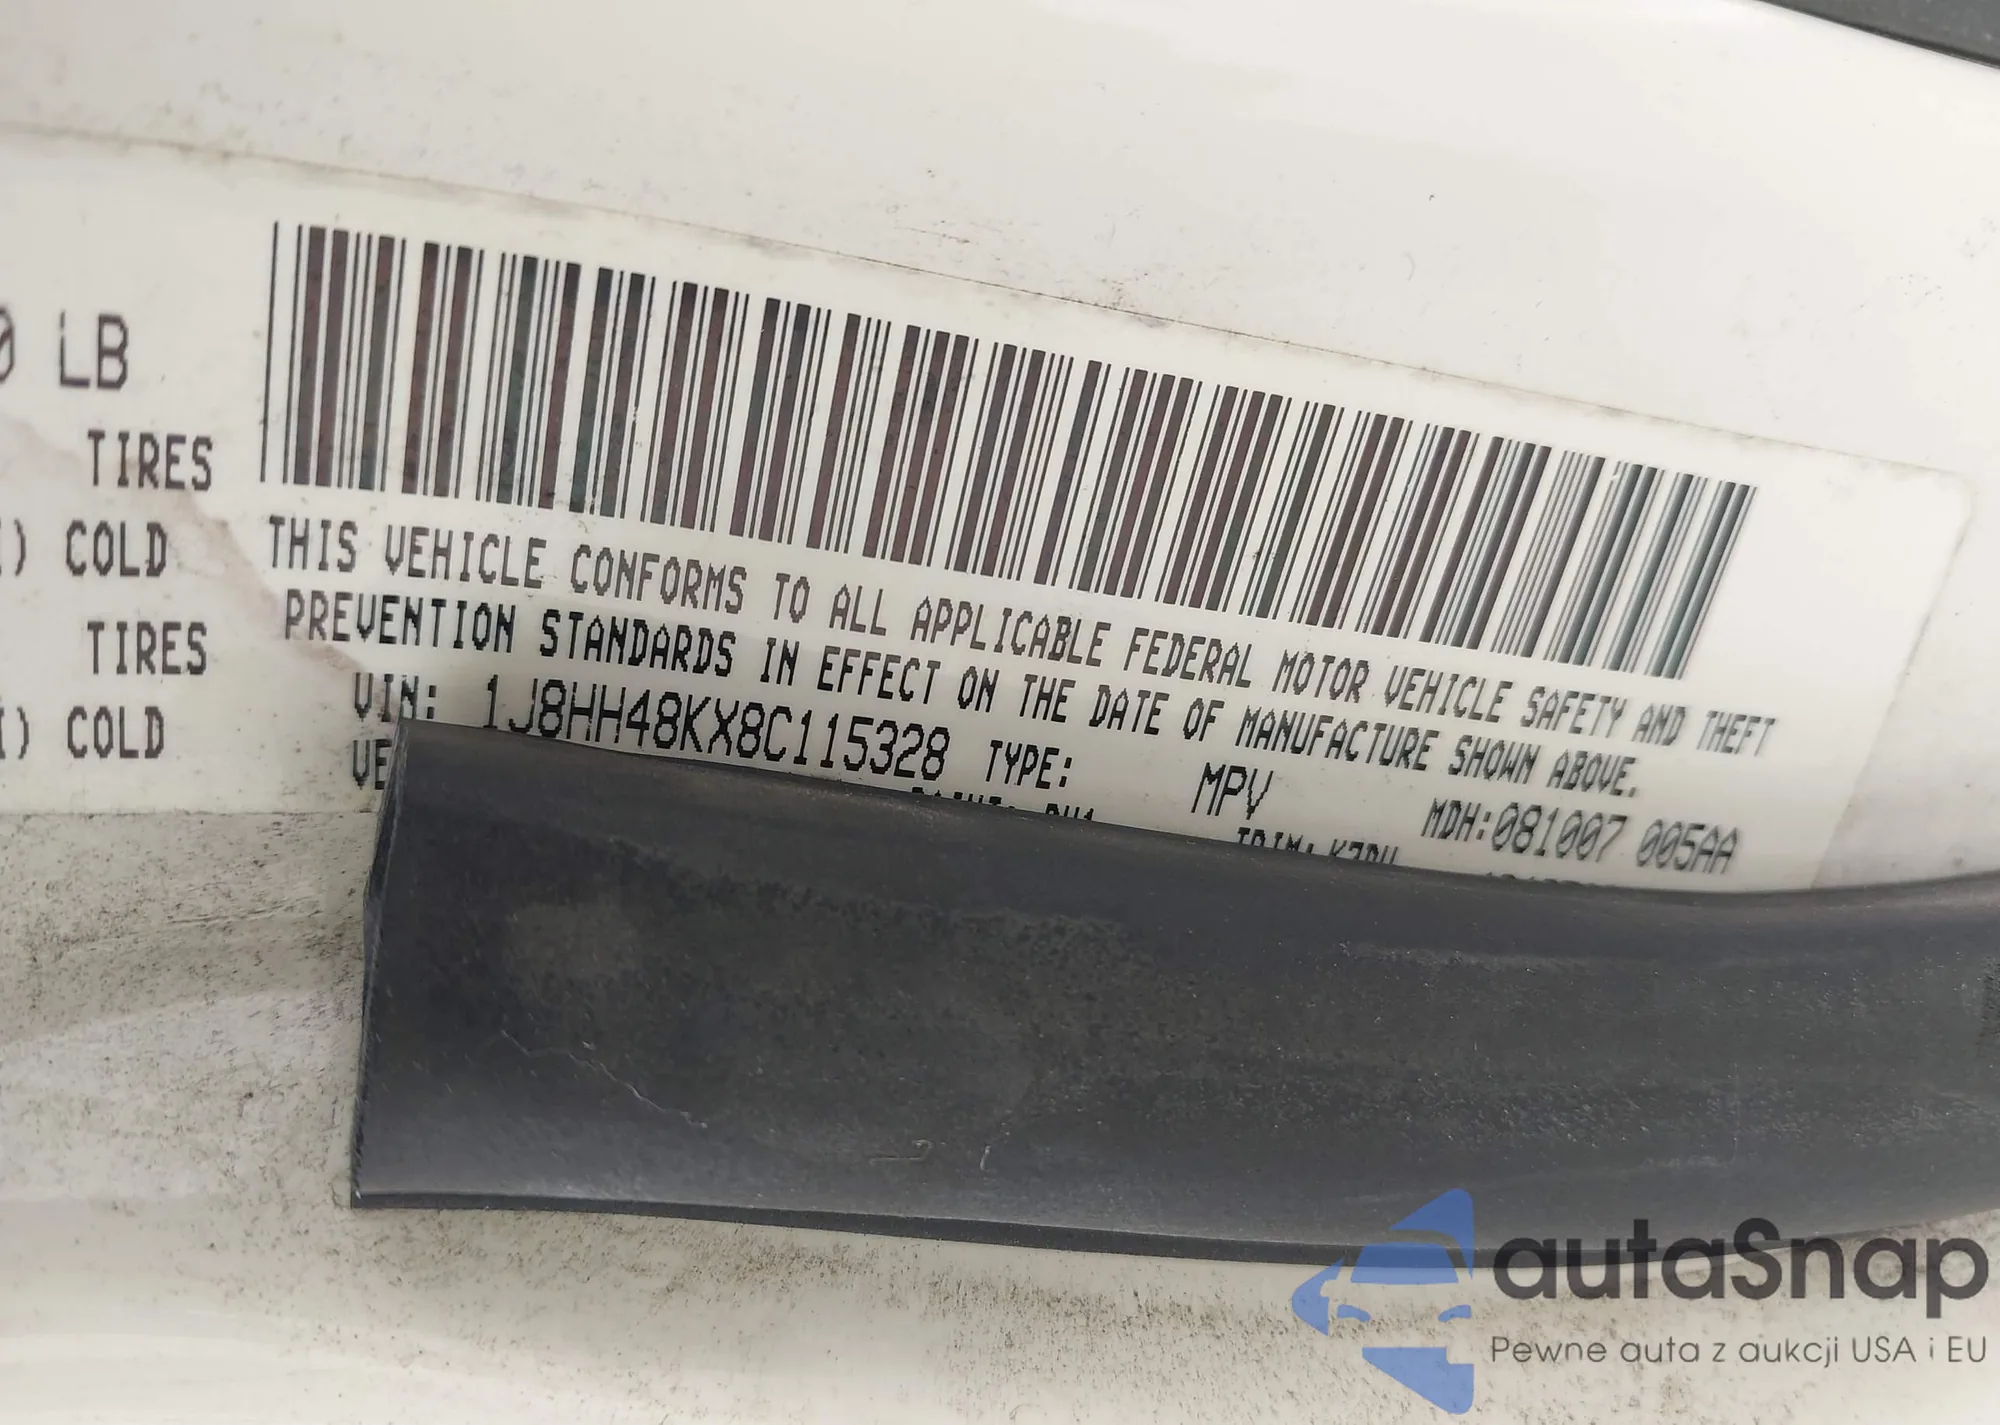 0 LB
TIRES
) COLD
TIRES
) COLD
THIS VEHICLE CONFORMS TO ALL APPLICABLE FEDERAL MOTOR VEHICLE SAFETY AND THEFT
PREVENTION STANDARDS IN EFFECT ON THE DATE OF MANUFACTURE SHOWN ABOVE.
VIN: 1J8HH48KX8C115328 TYPE: MPV MDH:081007 005AA
VE
autaSnap
Pewne auta z aukcji USA i EU